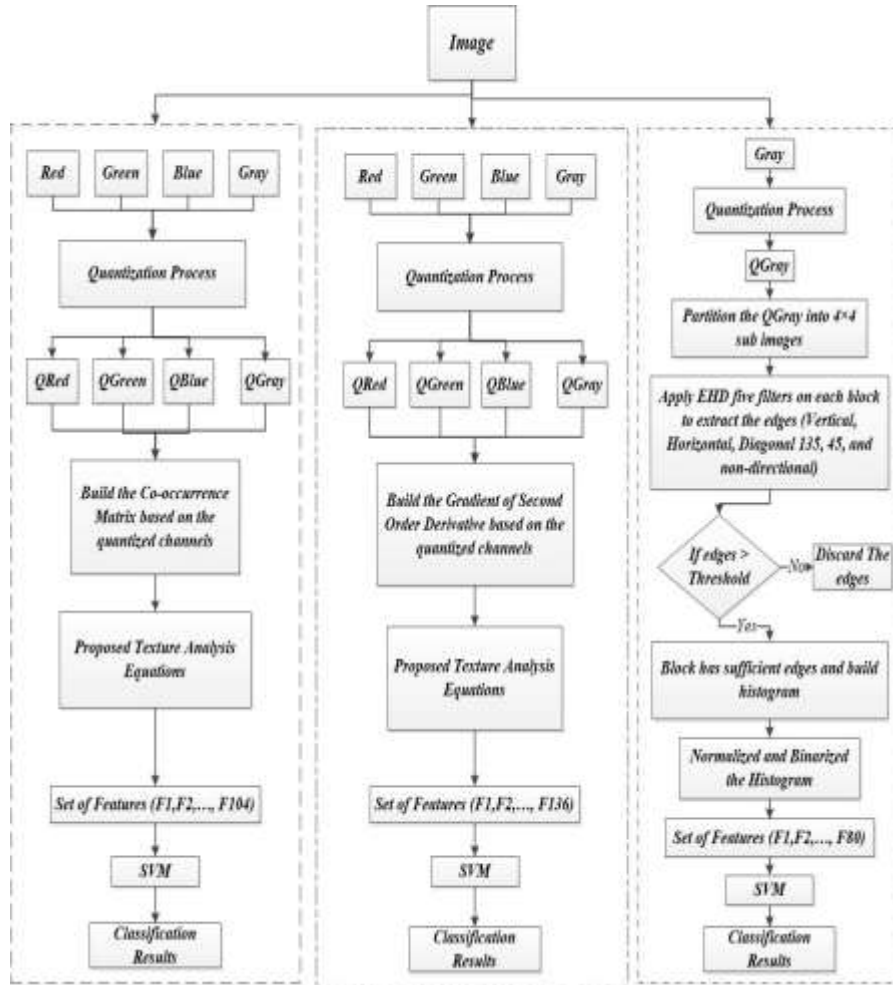 Image
Red
Green
Blue
Gray
Quantization Process
QRed
QGreen
QBlue
QGray
Build the Co-occurrence
Matrix based on the
quantized channels
Proposed Texture Analysis
Equations
Set of Features (F1,F2,…, F104)
SVM
Classification
Results
Red
Green
Blue
Gray
Quantization Process
QRed
QGreen
QBlue
QGray
Build the Gradient of Second
Order Derivative based on the
quantized channels
Proposed Texture Analysis
Equations
Set of Features (F1,F2,…, F136)
SVM
Classification
Results
Gray
Quantization Process
QGray
Partition the QGray into 4×4
sub images
Apply EHD five filters on each block
to extract the edges (Vertical,
Horizontal, Diagonal 135, 45, and
non-directional)
If edges >
Threshold
No
Discard The
edges
Yes
Block has sufficient edges and build
histogram
Normalized and Binarized
the Histogram
Set of Features (F1,F2,…, F80)
SVM
Classification
Results